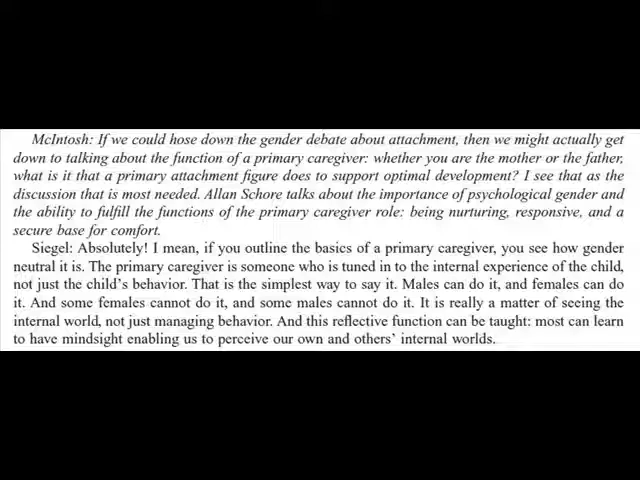 McIntosh: If we could hose down the gender debate about attachment, then we might actually get
down to talking about the function of a primary caregiver: whether you are the mother or the father,
what is it that a primary attachment figure does to support optimal development? I see that as the
discussion that is most needed. Allan Schore talks about the importance of psychological gender and
the ability to fulfill the functions of the primary caregiver role: being nurturing, responsive, and a
secure base for comfort.
Siegel: Absolutely! I mean, if you outline the basics of a primary caregiver, you see how gender
neutral it is. The primary caregiver is someone who is tuned in to the internal experience of the child,
not just the child's behavior. That is the simplest way to say it. Males can do it, and females can do
it. And some females cannot do it, and some males cannot do it. It is really a matter of seeing the
internal world, not just managing behavior. And this reflective function can be taught: most can learn
to have mindsight enabling us to perceive our own and others' internal worlds.